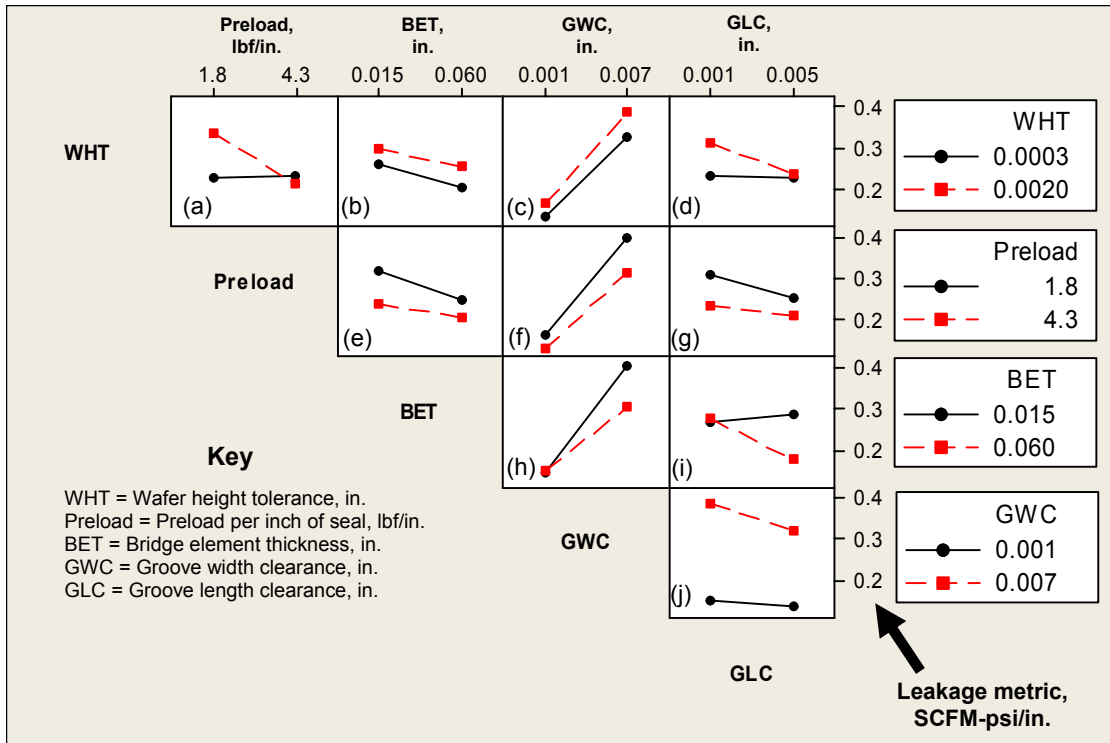 Preload, BET, GWC, GLC,
lbf/in. in. in. in.
1.8 4.3 0.015 0.060 0.001 0.007 0.001 0.005
WHT
(a) (b) (c) (d)
0.4
0.3
0.2
WHT
0.0003
0.0020
Preload
(e) (f) (g)
0.4
0.3
0.2
Preload
1.8
4.3
BET
(h) (i)
0.4
0.3
0.2
BET
0.015
0.060
Key
WHT = Wafer height tolerance, in.
Preload = Preload per inch of seal, lbf/in.
BET = Bridge element thickness, in.
GWC = Groove width clearance, in.
GLC = Groove length clearance, in.
GWC
(j)
0.4
0.3
0.2
GWC
0.001
0.007
GLC
Leakage metric,
SCFM-psi/in.